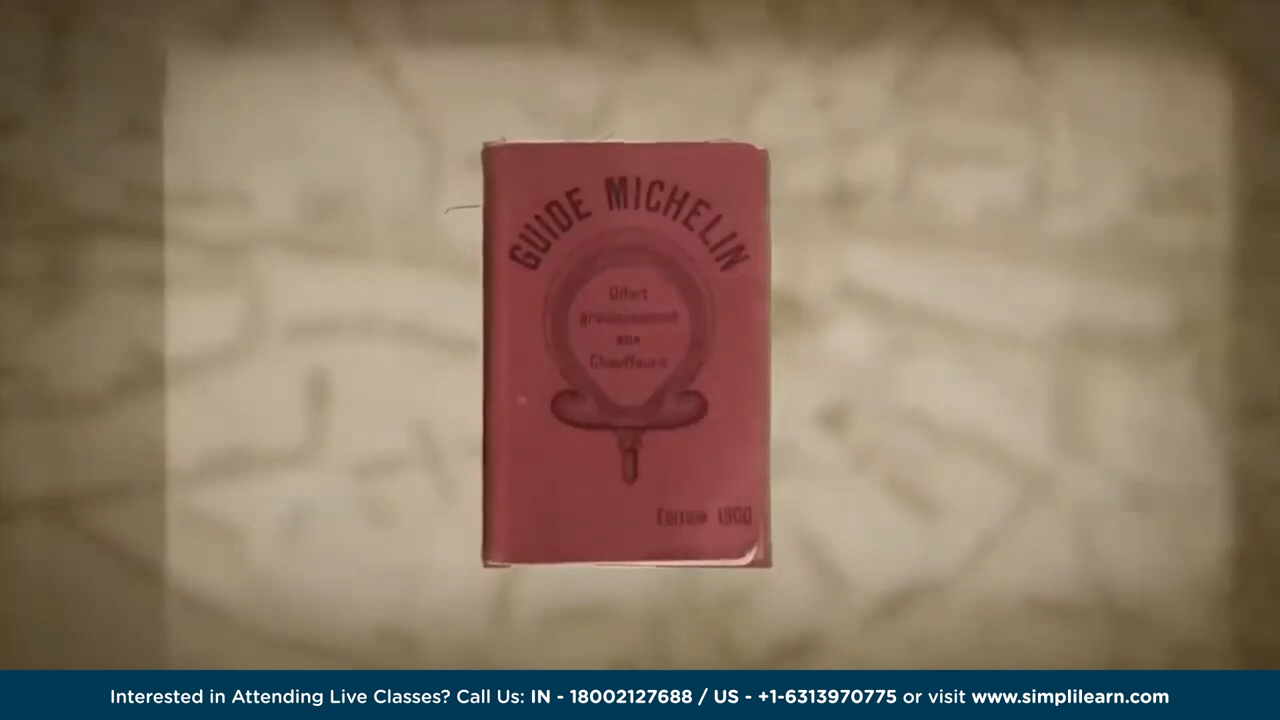 GUIDE MICHELIN
Offert
gracieusement
aux
Chauffeurs
EDITION 1900
Interested in Attending Live Classes? Call Us: IN - 18002127688 / US - +1-6313970775 or visit www.simplilearn.com